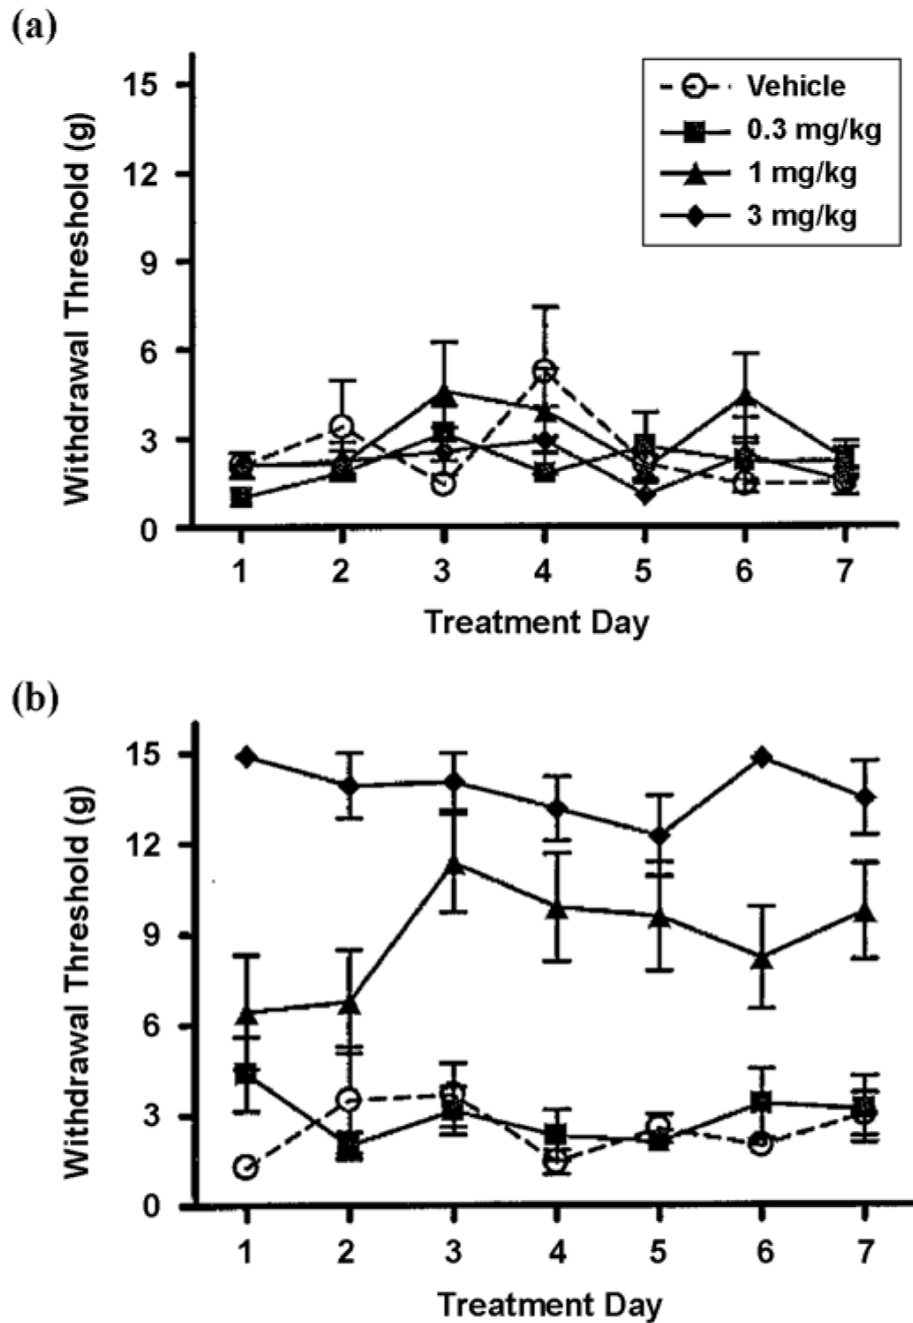 (a)
Withdrawal Threshold (g)
15
12
9
6
3
0
Vehicle
0.3 mg/kg
1 mg/kg
3 mg/kg
1 2 3 4 5 6 7
Treatment Day
(b)
Withdrawal Threshold (g)
15
12
9
6
3
0
1 2 3 4 5 6 7
Treatment Day